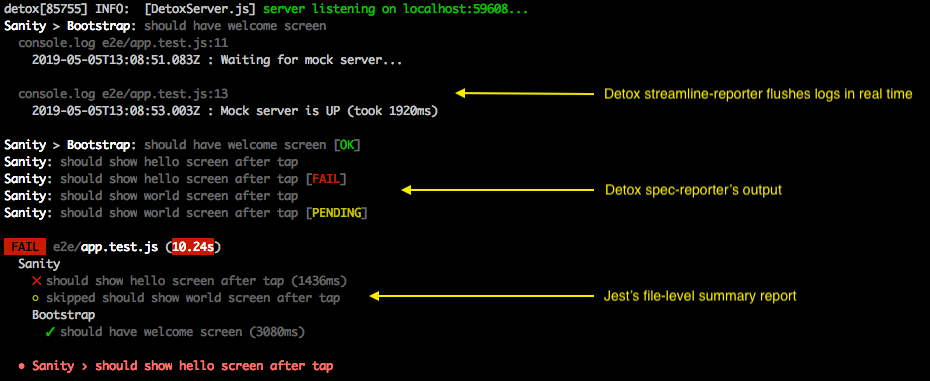 detox[85755] INFO:  [DetoxServer.js] server listening on localhost:59608...
Sanity > Bootstrap: should have welcome screen
console.log e2e/app.test.js:11
2019-05-05T13:08:51.083Z : Waiting for mock server...
console.log e2e/app.test.js:13
Detox streamline-reporter flushes logs in real time
2019-05-05T13:08:53.003Z : Mock server is UP (took 1920ms)
Sanity > Bootstrap: should have welcome screen [OK]
Sanity: should show hello screen after tap
Sanity: should show hello screen after tap [FAIL]
Detox spec-reporter's output
Sanity: should show world screen after tap
Sanity: should show world screen after tap [PENDING]
FAIL e2e/app.test.js (10.24s)
Sanity
✕ should show hello screen after tap (1436ms)
○ skipped should show world screen after tap
Jest's file-level summary report
Bootstrap
✓ should have welcome screen (3080ms)
● Sanity › should show hello screen after tap